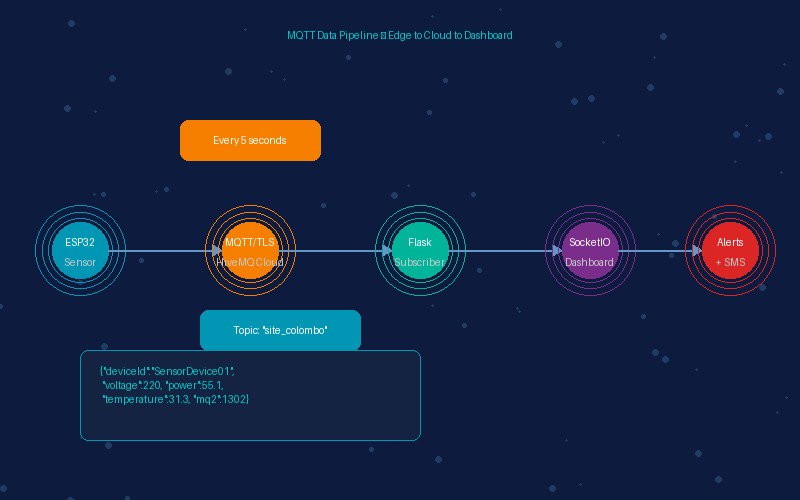 MQTT Data Pipeline ▯ Edge to Cloud to Dashboard
Every 5 seconds
ESP32
Sensor
MQTT/TLS
HiveMQ Cloud
Flask
Subscriber
SocketIO
Dashboard
Alerts
+ SMS
Topic: "site_colombo"
{"deviceId":"SensorDevice01",
"voltage":220, "power":55.1,
"temperature":31.3, "mq2":1302}